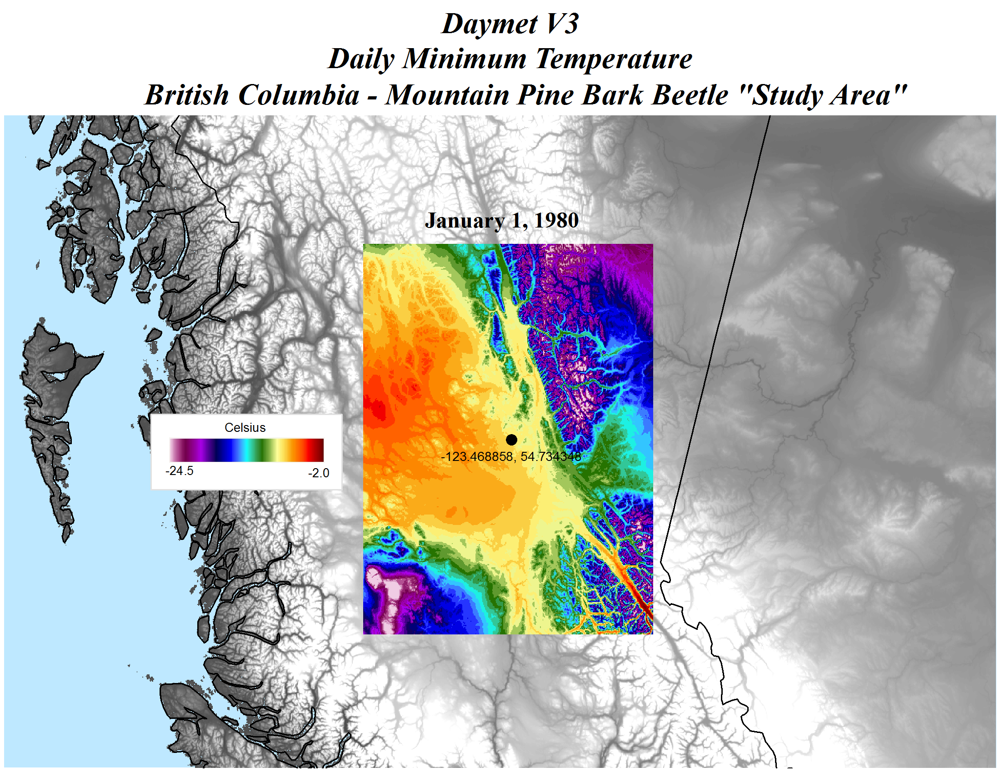 Daymet V3
Daily Minimum Temperature
British Columbia - Mountain Pine Bark Beetle "Study Area"
January 1, 1980
Celsius
-24.5
-2.0
-123.468858, 54.734348